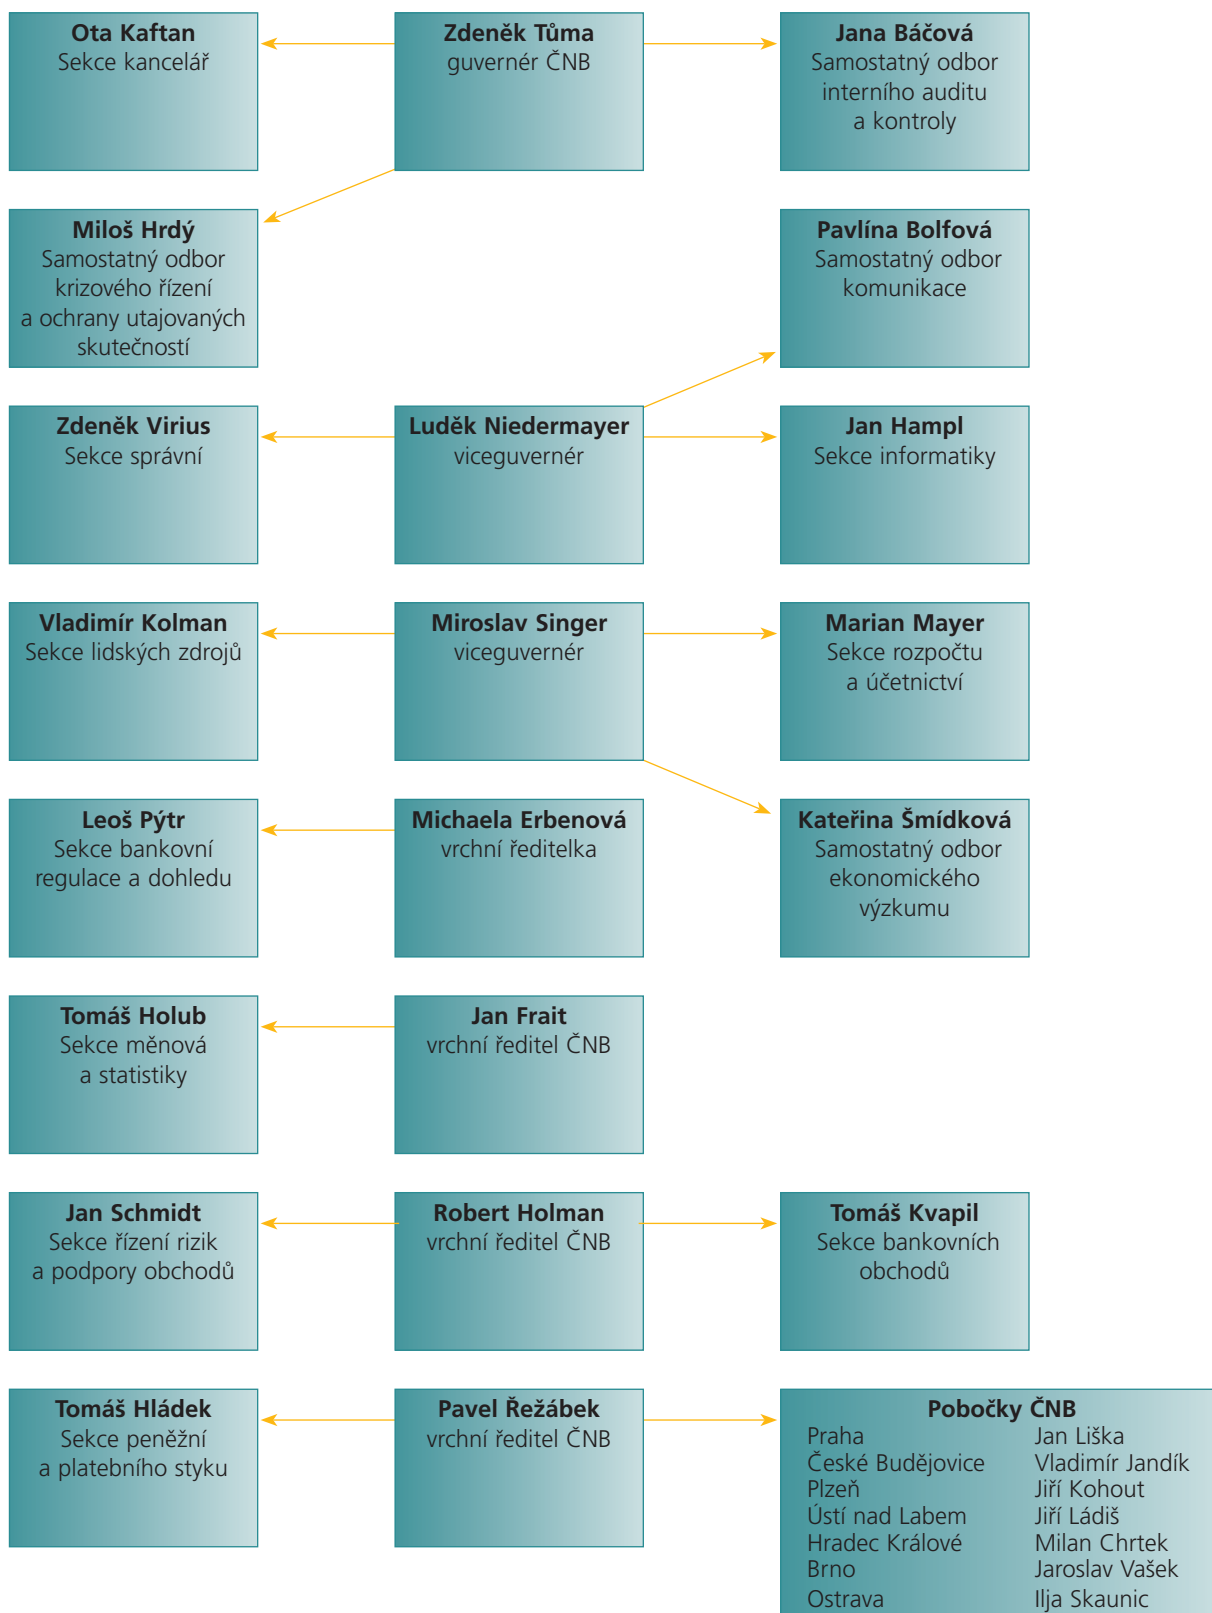 Ota Kaftan
Sekce kancelář
Zdeněk Tůma
guvernér ČNB
Jana Báčová
Samostatný odbor
interního auditu
a kontroly
Miloš Hrdý
Samostatný odbor
krizového řízení
a ochrany utajovaných
skutečností
Pavlína Bolfová
Samostatný odbor
komunikace
Zdeněk Virius
Sekce správní
Luděk Niedermayer
viceguvernér
Jan Hampl
Sekce informatiky
Vladimír Kolman
Sekce lidských zdrojů
Miroslav Singer
viceguvernér
Marian Mayer
Sekce rozpočtu
a účetnictví
Leoš Pýtr
Sekce bankovní
regulace a dohledu
Michaela Erbenová
vrchní ředitelka
Kateřina Šmídková
Samostatný odbor
ekonomického
výzkumu
Tomáš Holub
Sekce měnová
a statistiky
Jan Frait
vrchní ředitel ČNB
Jan Schmidt
Sekce řízení rizik
a podpory obchodů
Robert Holman
vrchní ředitel ČNB
Tomáš Kvapil
Sekce bankovních
obchodů
Tomáš Hládek
Sekce peněžní
a platebního styku
Pavel Řežábek
vrchní ředitel ČNB
Pobočky ČNB
Praha Jan Liška
České Budějovice Vladimír Jandík
Plzeň Jiří Kohout
Ústí nad Labem Jiří Ládiš
Hradec Králové Milan Chrtek
Brno Jaroslav Vašek
Ostrava Ilja Skaunic